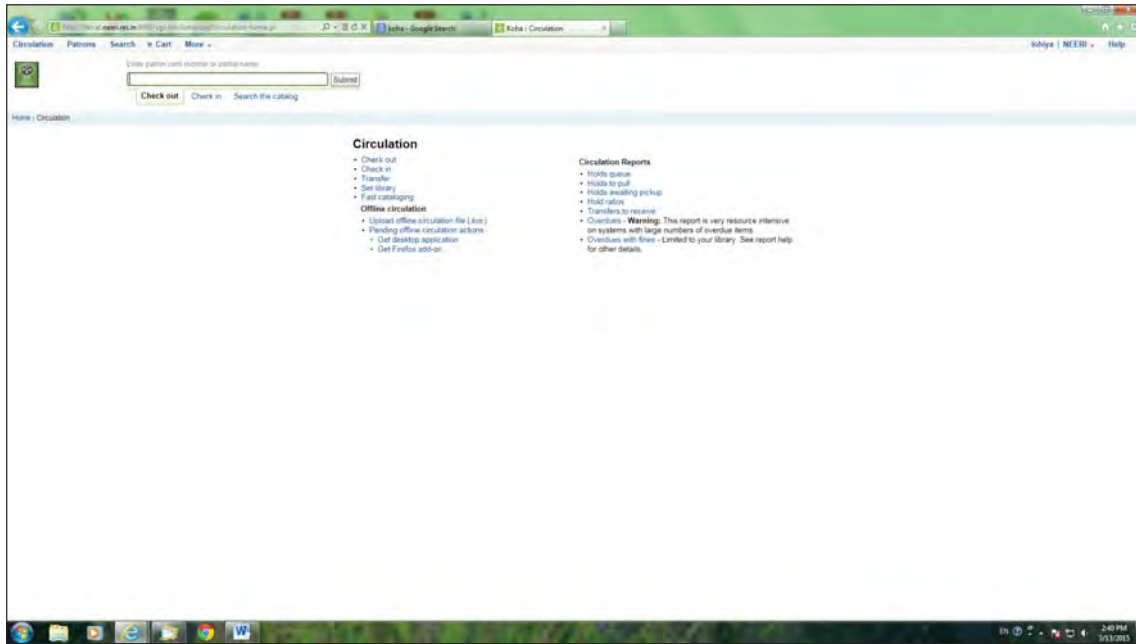 koha - Google Search
Koha › Circulation
Circulation Patrons Search Cart More
NEERI Help
Enter patron card number or partial name:
Submit
Check out Check in Search the catalog
Home › Circulation
Circulation
• Check out
• Check in
• Transfer
• Set library
• Fast cataloging
Offline circulation
• Upload offline circulation file (.koc)
• Pending offline circulation actions
• Get desktop application
• Get Firefox add-on
Circulation Reports
• Holds queue
• Holds to pull
• Holds awaiting pickup
• Hold ratios
• Transfers to receive
• Overdues - Warning: This report is very resource intensive
on systems with large numbers of overdue items.
• Overdues with fines - Limited to your library. See report help
for other details.
EN
2:40 PM
3/13/2015